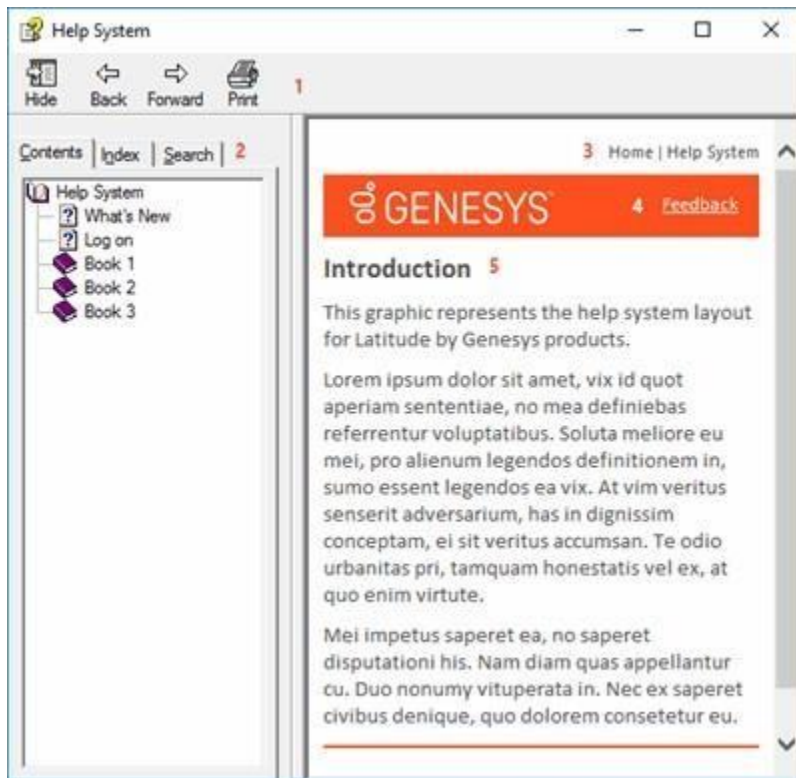 Help System
Hide Back Forward Print 1
Contents Index Search 2
Help System
What's New
Log on
Book 1
Book 2
Book 3
3 Home | Help System
GENESYS 4 Feedback
Introduction 5
This graphic represents the help system layout
for Latitude by Genesys products.
Lorem ipsum dolor sit amet, vix id quot
aperiam sententiae, no mea definiebas
referrentur voluptatibus. Soluta meliore eu
mei, pro alienum legendos definitionem in,
sumo essent legendos ea vix. At vim veritus
senserit adversarium, has in dignissim
conceptam, ei sit veritus accumsan. Te odio
urbanitas pri, tamquam honestatis vel ex, at
quo enim virtute.
Mei impetus saperet ea, no saperet
disputationi his. Nam diam quas appellantur
cu. Duo nonumy vituperata in. Nec ex saperet
civibus denique, quo dolorem consetetur eu.